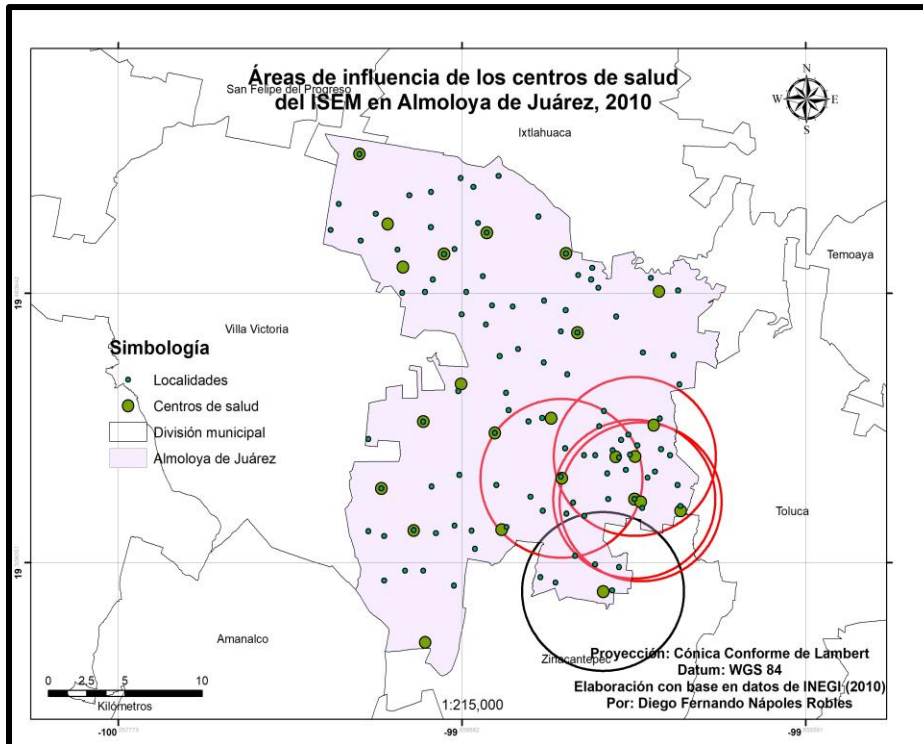 Áreas de influencia de los centros de salud
del ISEM en Almoloya de Juárez, 2010
San Felipe del Progreso
Ixtlahuaca
N
W E
S
Temoaya
Villa Victoria
Simbología
Localidades
Centros de salud
División municipal
Almoloya de Juárez
Toluca
Amanalco
Zinacantepec
Proyección: Cónica Conforme de Lambert
Datum: WGS 84
Elaboración con base en datos de INEGI (2010)
Por: Diego Fernando Nápoles Robles
0 2.5 5 10
Kilómetros
1:215,000
19
19
-100
-99
-99